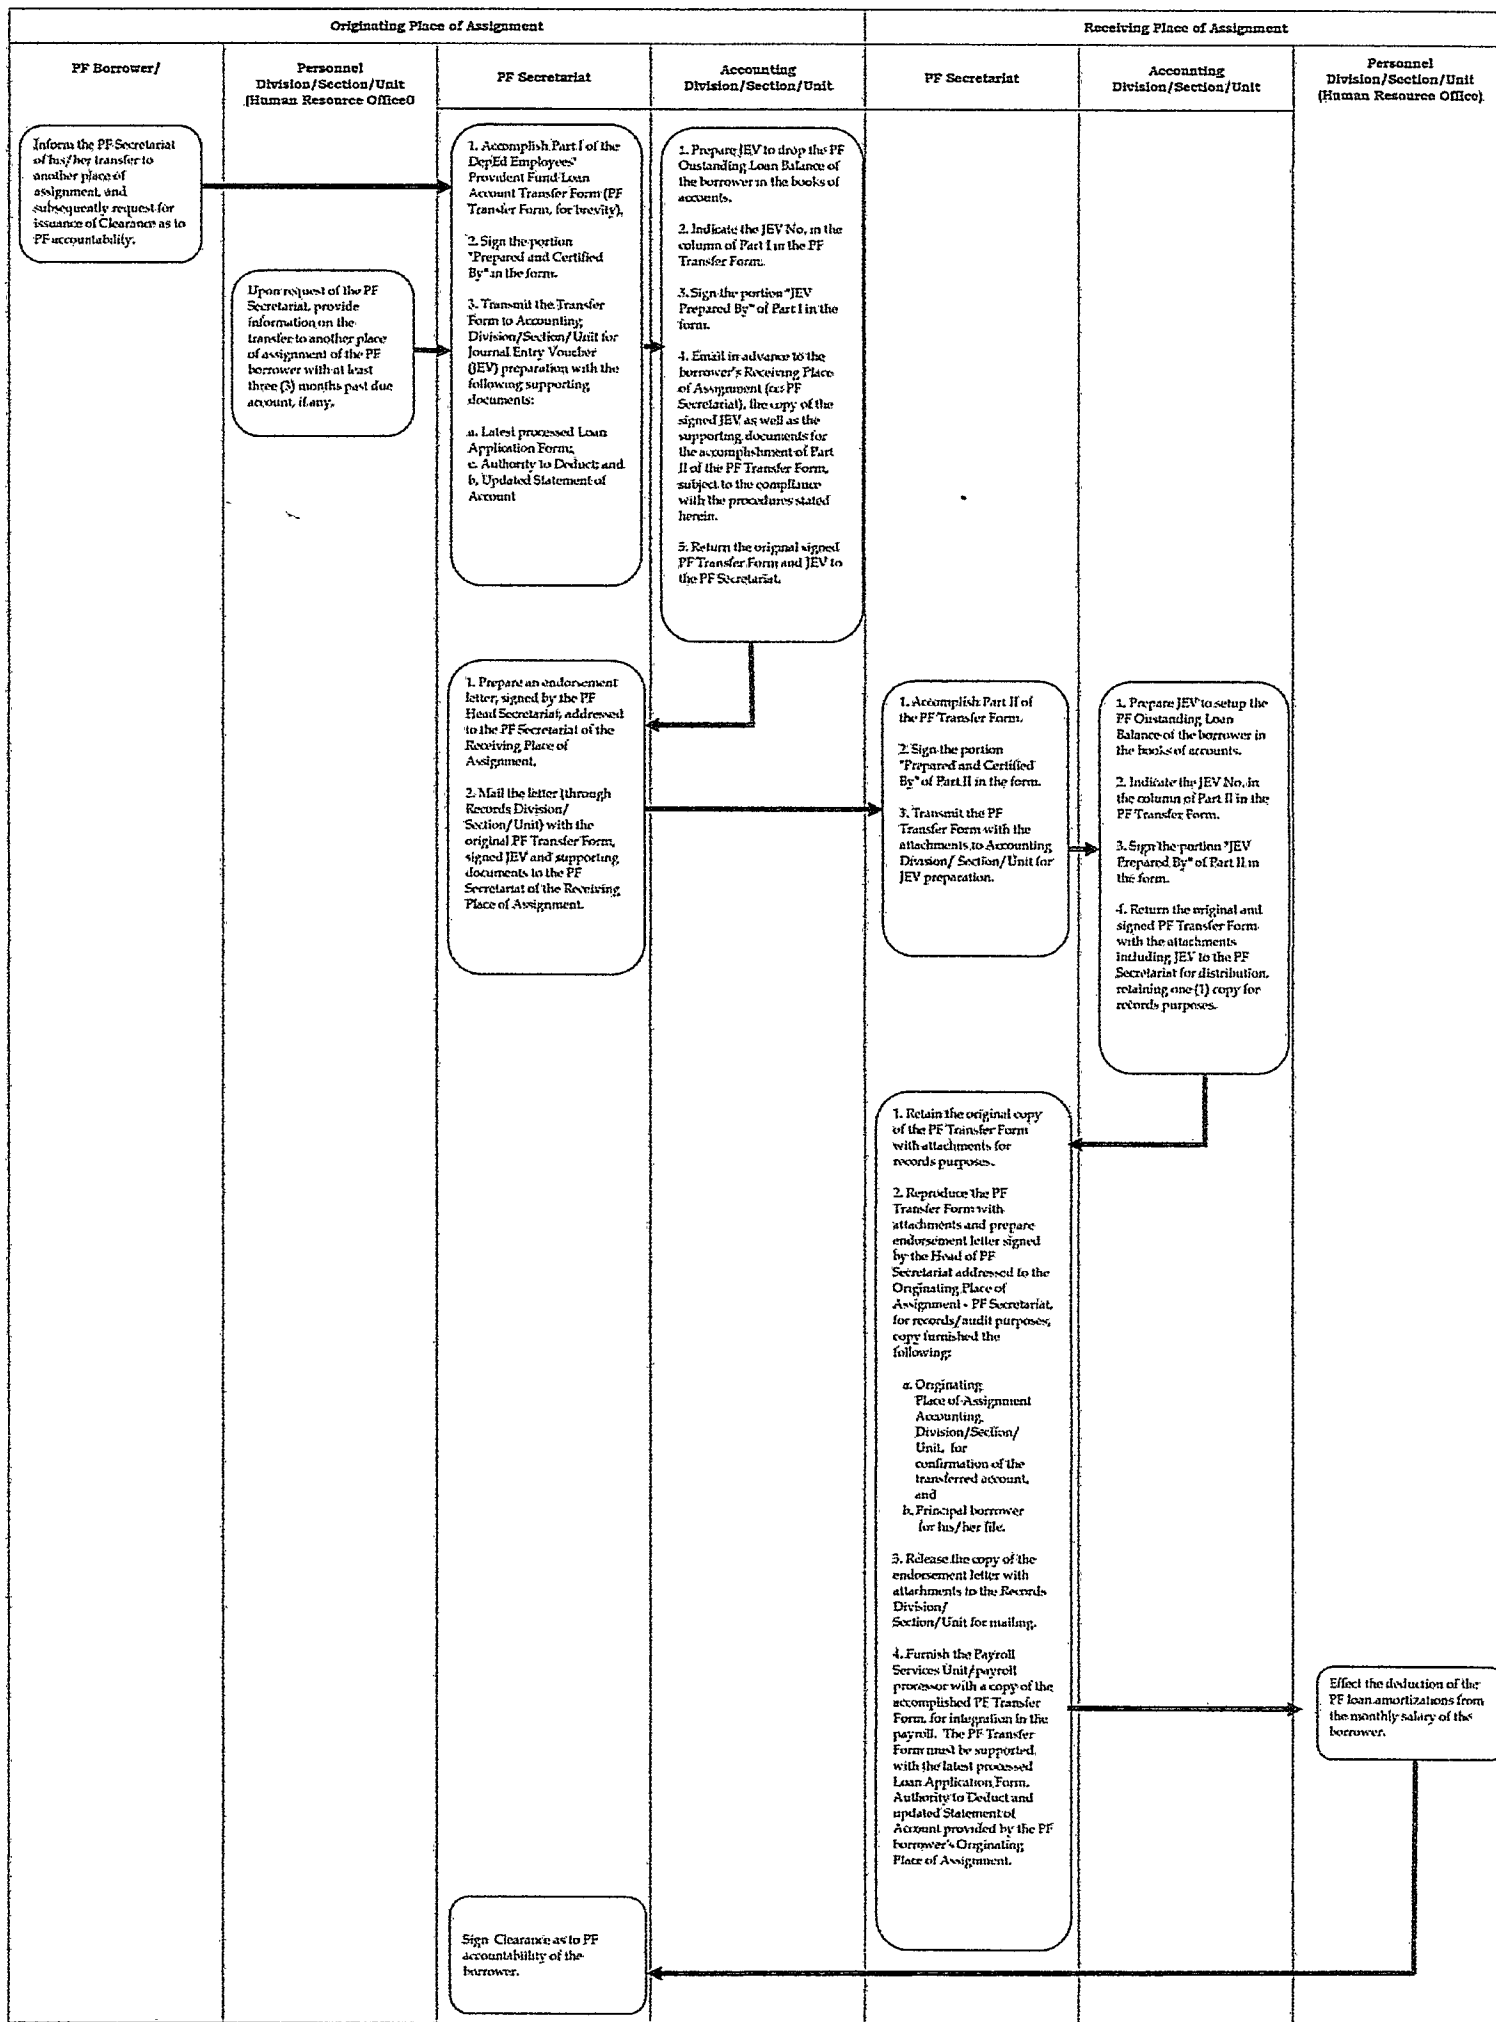 Originating Place of Assignment
Receiving Place of Assignment
PF Borrower/
Personnel
Division/Section/Unit
(Human Resource Office()
PF Secretariat
Accounting
Division/Section/Unit
PF Secretariat
Accounting
Division/Section/Unit
Personnel
Division/Section/Unit
(Human Resource Office)
Inform the PF Secretariat
of his/her transfer to
another place of
assignment, and
subsequently request for
issuance of Clearance as to
PF accountability.
Upon request of the PF
Secretariat, provide
information on the
transfer to another place
of assignment of the PF
borrower with at least
three (3) months past due
account, if any.
1. Accomplish Part I of the
DepEd Employees'
Provident Fund Loan
Account Transfer Form (PF
Transfer Form, for brevity).
2. Sign the portion
"Prepared and Certified
By" in the form.
3. Transmit the Transfer
Form to Accounting
Division/Section/Unit for
Journal Entry Voucher
(JEV) preparation with the
following supporting
documents:
a. Latest processed Loan
Application Form;
c. Authority to Deduct; and
b. Updated Statement of
Account
1. Prepare JEV to drop the PF
Oustanding Loan Balance of
the borrower in the books of
accounts.
2. Indicate the JEV No. in the
column of Part I in the PF
Transfer Form.
3. Sign the portion "JEV
Prepared By" of Part I in the
form.
4. Email in advance to the
borrower's Receiving Place
of Assignment (cc: PF
Secretariat), the copy of the
signed JEV as well as the
supporting documents for
the accomplishment of Part
II of the PF Transfer Form,
subject to the compliance
with the procedures stated
herein.
5. Return the original signed
PF Transfer Form and JEV to
the PF Secretariat.
1. Prepare an endorsement
letter, signed by the PF
Head Secretariat, addressed
to the PF Secretariat of the
Receiving Place of
Assignment.
2. Mail the letter (through
Records Division/
Section/Unit) with the
original PF Transfer Form,
signed JEV and supporting
documents to the PF
Secretariat of the Receiving
Place of Assignment.
1. Accomplish Part II of
the PF Transfer Form.
2. Sign the portion
"Prepared and Certified
By" of Part II in the form.
3. Transmit the PF
Transfer Form with the
attachments to Accounting
Division/ Section/Unit for
JEV preparation.
1. Prepare JEV to setup the
PF Oustanding Loan
Balance of the borrower in
the books of accounts.
2. Indicate the JEV No. in
the column of Part II in the
PF Transfer Form.
3. Sign the portion "JEV
Prepared By" of Part II in
the form.
4. Return the original and
signed PF Transfer Form
with the attachments
including JEV to the PF
Secretariat for distribution,
retaining one (1) copy for
records purposes.
1. Retain the original copy
of the PF Transfer Form
with attachments for
records purposes.
2. Reproduce the PF
Transfer Form with
attachments and prepare
endorsement letter signed
by the Head of PF
Secretariat addressed to the
Originating Place of
Assignment - PF Secretariat,
for records/audit purposes,
copy furnished the
following:
a. Originating
Place of Assignment
Accounting
Division/Section/
Unit, for
confirmation of the
transferred account,
and
b. Principal borrower
for his/her file.
3. Release the copy of the
endorsement letter with
attachments to the Records
Division/
Section/Unit for mailing.
4. Furnish the Payroll
Services Unit/payroll
processor with a copy of the
accomplished PF Transfer
Form, for integration in the
payroll. The PF Transfer
Form must be supported
with the latest processed
Loan Application Form,
Authority to Deduct and
updated Statement of
Account provided by the PF
borrower's Originating
Place of Assignment.
Effect the deduction of the
PF loan amortizations from
the monthly salary of the
borrower.
Sign Clearance as to PF
accountability of the
borrower.